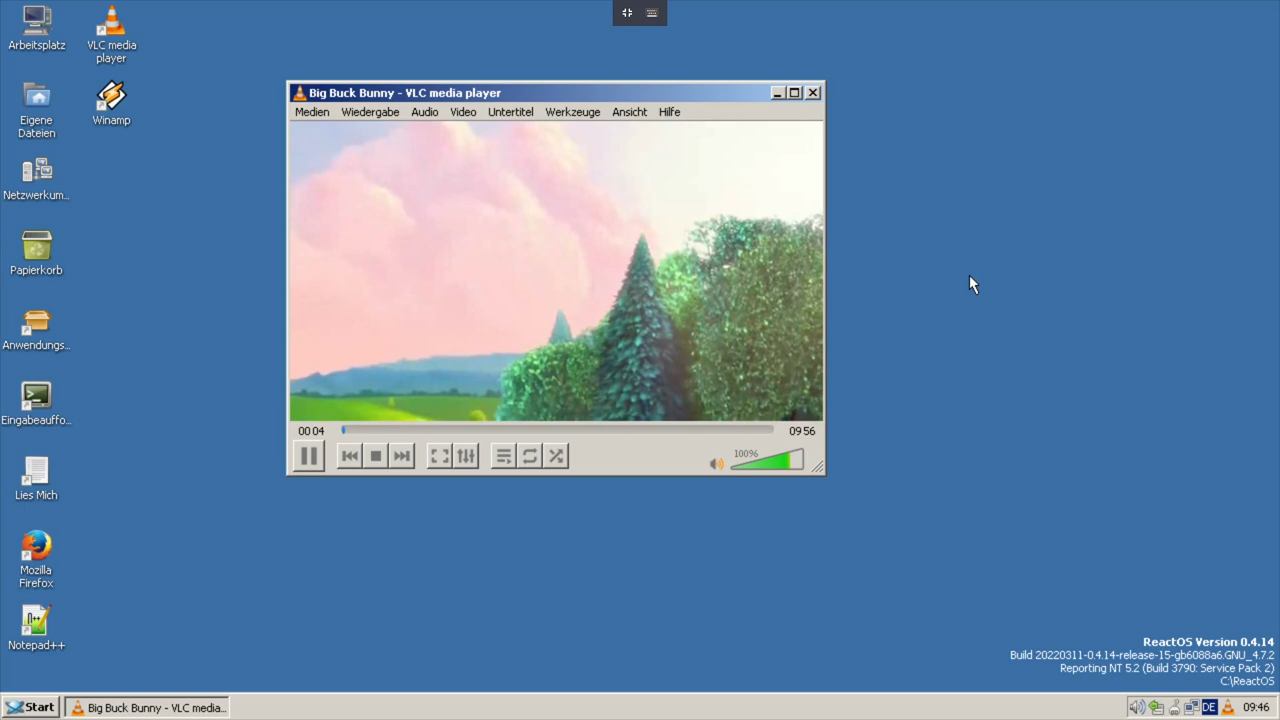 Arbeitsplatz
VLC media
player
Eigene
Dateien
Winamp
Netzwerkum...
Papierkorb
Anwendungs...
Eingabeauffo...
Lies Mich
Mozilla
Firefox
Notepad++
Big Buck Bunny - VLC media player
Medien Wiedergabe Audio Video Untertitel Werkzeuge Ansicht Hilfe
00 04
09 56
100%
ReactOS Version 0.4.14
Build 20220311-0.4.14-release-15-gb6088a6.GNU_4.7.2
Reporting NT 5.2 (Build 3790: Service Pack 2)
C:\ReactOS
Start
Big Buck Bunny - VLC media...
DE
09:46